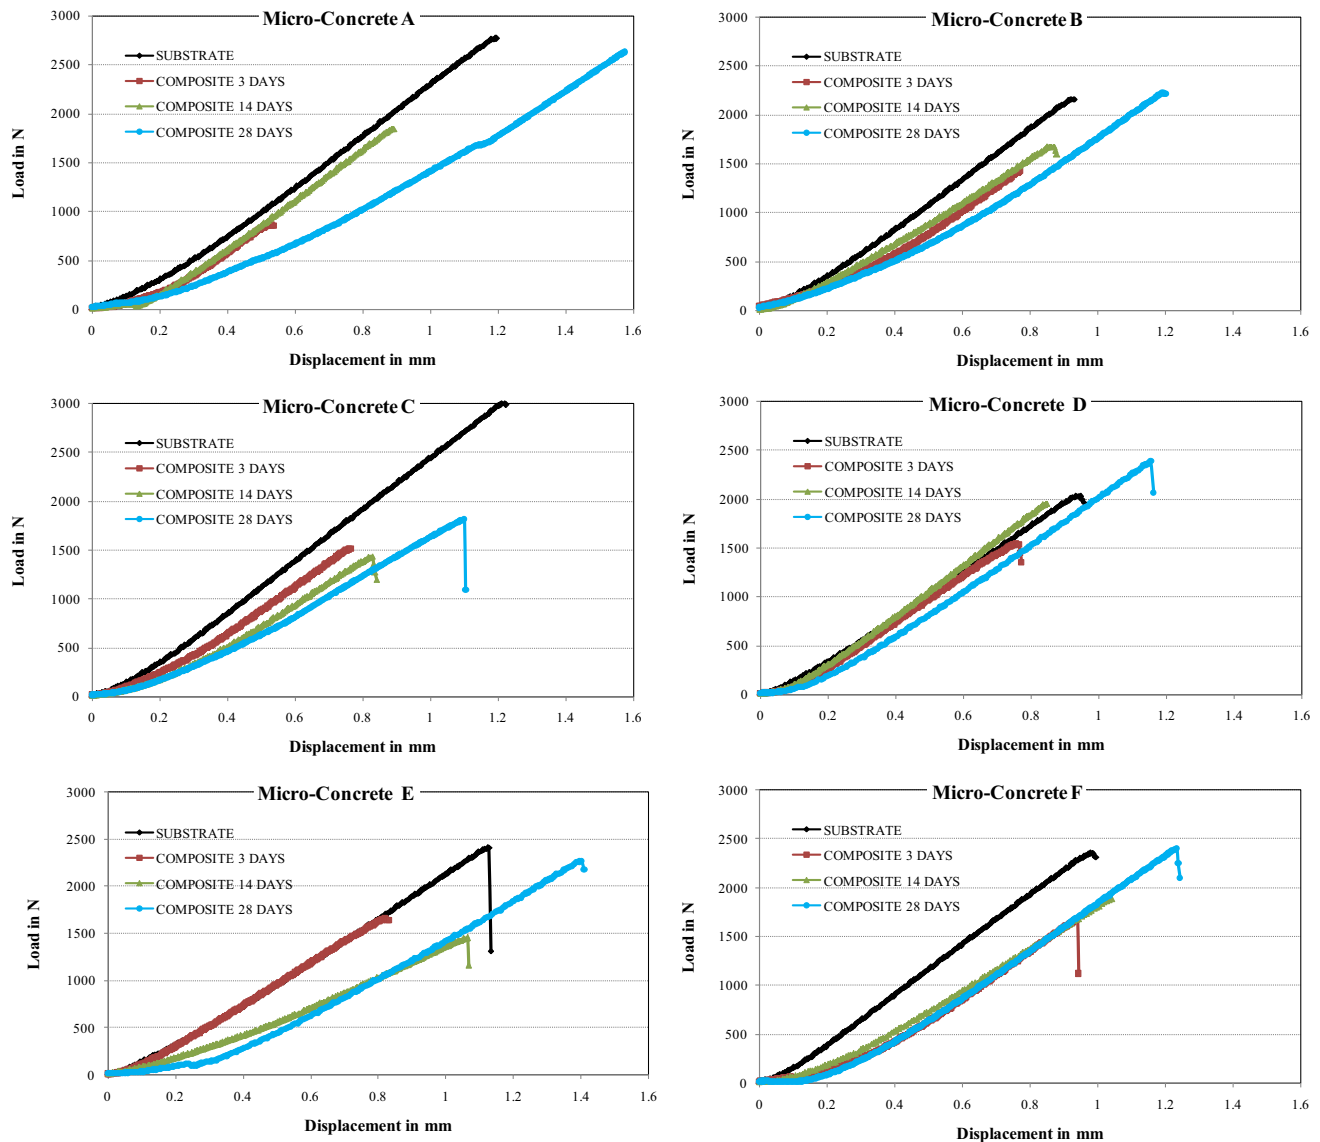 Micro-Concrete A
3000
2500
2000
1500
1000
500
0
Load in N
SUBSTRATE
COMPOSITE 3 DAYS
COMPOSITE 14 DAYS
COMPOSITE 28 DAYS
0 0.2 0.4 0.6 0.8 1 1.2 1.4 1.6
Displacement in mm
Micro-Concrete B
3000
2500
2000
1500
1000
500
0
Load in N
SUBSTRATE
COMPOSITE 3 DAYS
COMPOSITE 14 DAYS
COMPOSITE 28 DAYS
0 0.2 0.4 0.6 0.8 1 1.2 1.4 1.6
Displacement in mm
Micro-Concrete C
3000
2500
2000
1500
1000
500
0
Load in N
SUBSTRATE
COMPOSITE 3 DAYS
COMPOSITE 14 DAYS
COMPOSITE 28 DAYS
0 0.2 0.4 0.6 0.8 1 1.2 1.4 1.6
Displacement in mm
Micro-Concrete D
3000
2500
2000
1500
1000
500
0
Load in N
SUBSTRATE
COMPOSITE 3 DAYS
COMPOSITE 14 DAYS
COMPOSITE 28 DAYS
0 0.2 0.4 0.6 0.8 1 1.2 1.4 1.6
Displacement in mm
Micro-Concrete E
3000
2500
2000
1500
1000
500
0
Load in N
SUBSTRATE
COMPOSITE 3 DAYS
COMPOSITE 14 DAYS
COMPOSITE 28 DAYS
0 0.2 0.4 0.6 0.8 1 1.2 1.4 1.6
Displacement in mm
Micro-Concrete F
3000
2500
2000
1500
1000
500
0
Load in N
SUBSTRATE
COMPOSITE 3 DAYS
COMPOSITE 14 DAYS
COMPOSITE 28 DAYS
0 0.2 0.4 0.6 0.8 1 1.2 1.4 1.6
Displacement in mm